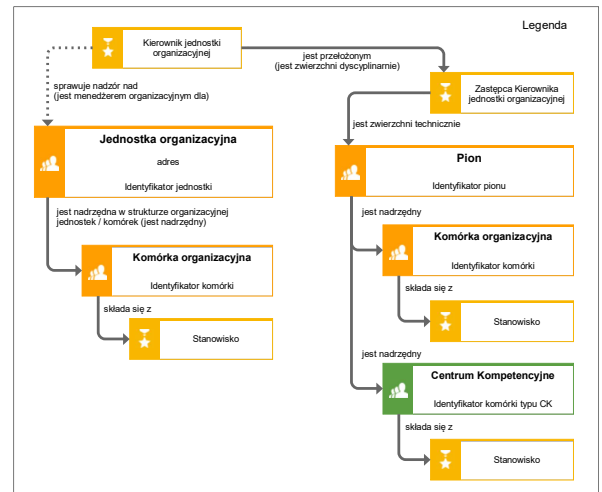 Legenda
Kierownik jednostki
organizacyjnej
jest przełożonym
(jest zwierzchni dyscyplinarnie)
sprawuje nadzór nad
(jest menedżerem organizacyjnym dla)
Zastępca Kierownika
jednostki organizacyjnej
jest zwierzchni technicznie
Jednostka organizacyjna
adres
Identyfikator jednostki
Pion
Identyfikator pionu
jest nadrzędna w strukturze organizacyjnej
jednostek / komórek (jest nadrzędny)
jest nadrzędny
Komórka organizacyjna
Identyfikator komórki
Komórka organizacyjna
Identyfikator komórki
składa się z
Stanowisko
składa się z
Stanowisko
jest nadrzędny
Centrum Kompetencyjne
Identyfikator komórki typu CK
składa się z
Stanowisko